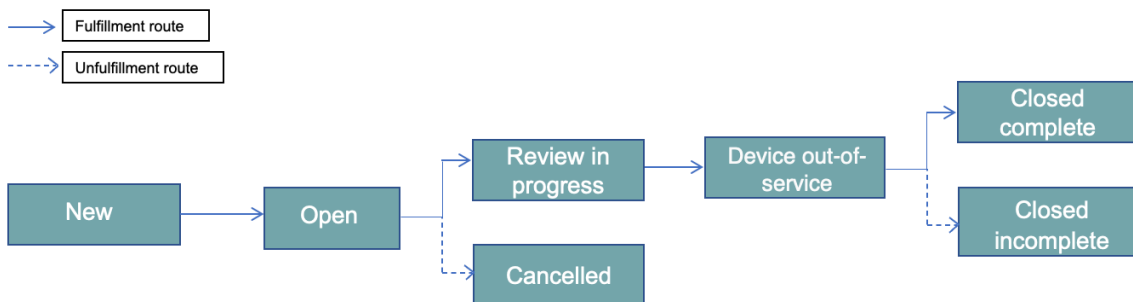 Fulfillment route
Unfulfillment route
New
Open
Review in
progress
Cancelled
Device out-of-
service
Closed
complete
Closed
incomplete